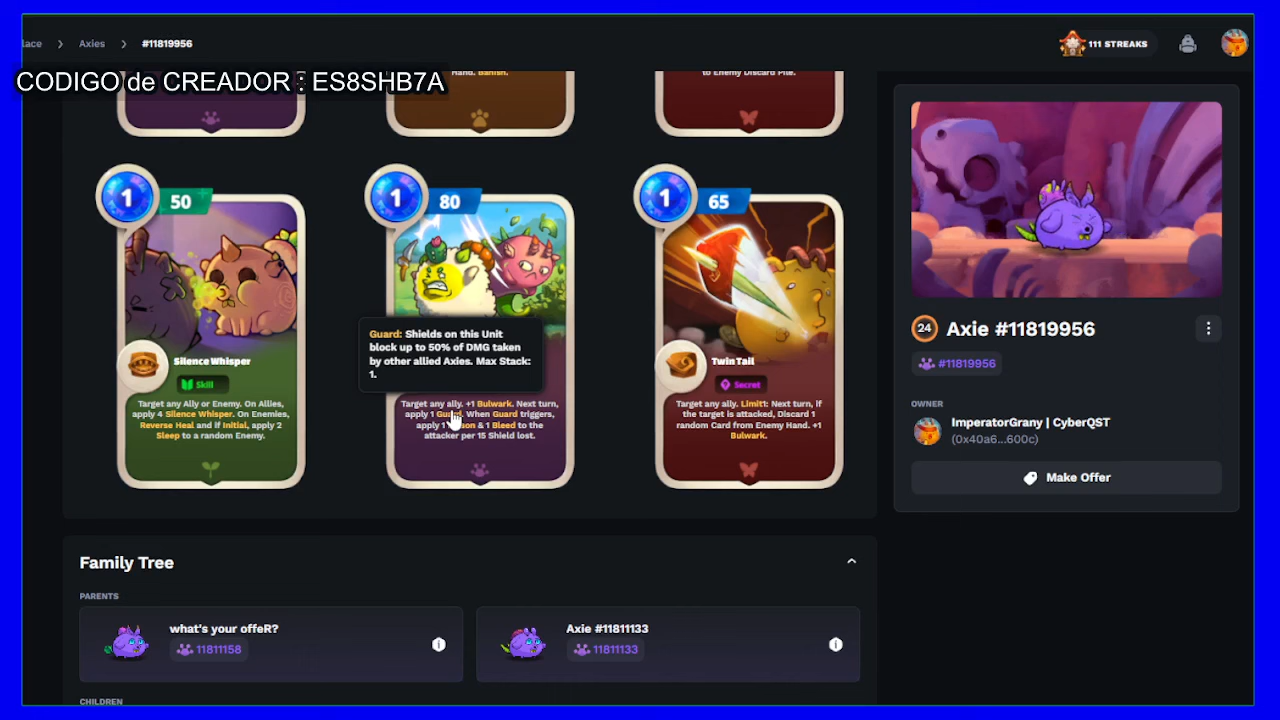 lace > Axies > #11819956
111 STREAKS
CODIGO de CREADOR : ES8SHB7A
Hand. Banish.
to Enemy Discard Pile.
1
50
Silence Whisper
Skill
Target any Ally or Enemy. On Allies,
apply 4 Silence Whisper. On Enemies,
Reverse Heal and if Initial, apply 2
Sleep to a random Enemy.
1
80
Guard: Shields on this Unit
block up to 50% of DMG taken
by other allied Axies. Max Stack:
1.
Target any ally. +1 Bulwark. Next turn,
apply 1 Guard. When Guard triggers,
apply 1 & 1 Bleed to the
attacker per 15 Shield lost.
1
65
Twin Tail
Secret
Target any ally. Limit1: Next turn, if
the target is attacked, Discard 1
random Card from Enemy Hand. +1
Bulwark.
24
Axie #11819956
#11819956
OWNER
ImperatorGrany | CyberQST
(0x40a6...600c)
Make Offer
Family Tree
PARENTS
what's your offeR?
11811158
Axie #11811133
11811133
CHILDREN